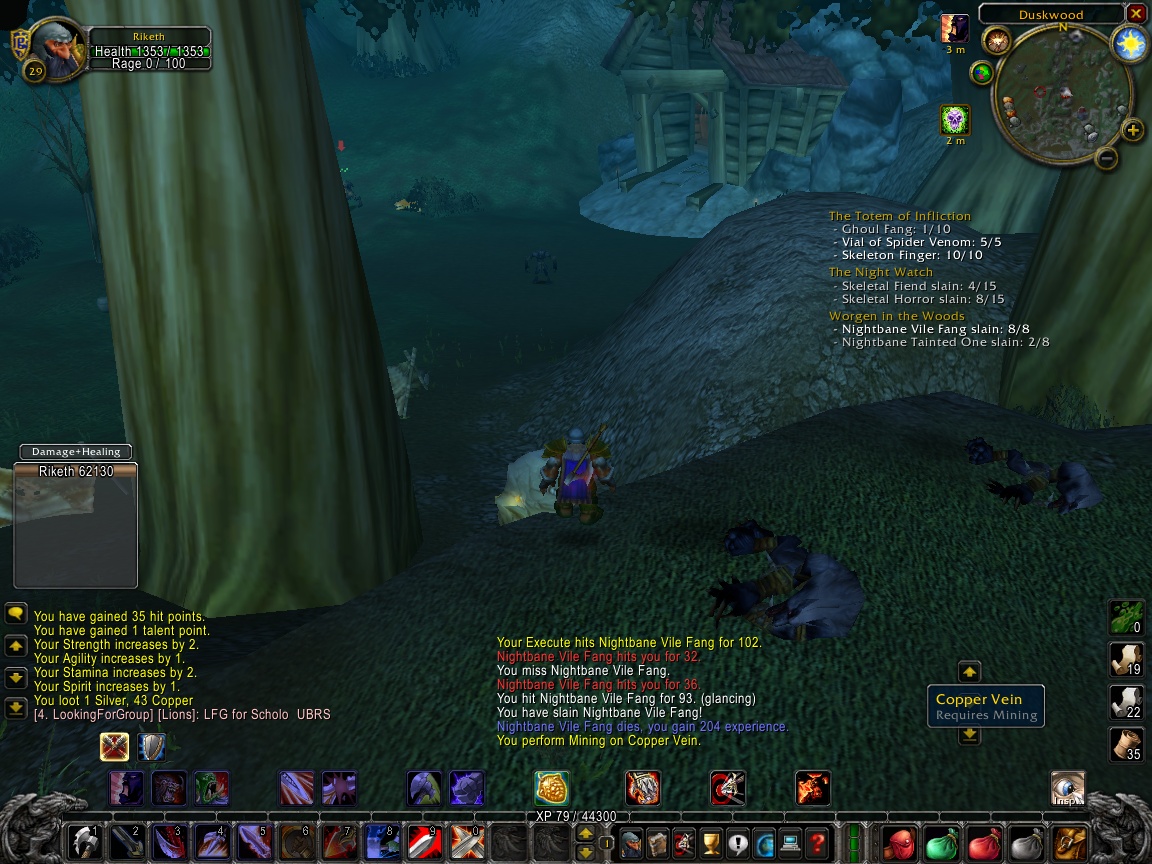 Riketh
Health 1353 / 1353
Rage 0 / 100
29
Duskwood
N
3 m
2 m
The Totem of Infliction
- Ghoul Fang: 1/10
- Vial of Spider Venom: 5/5
- Skeleton Finger: 10/10
The Night Watch
- Skeletal Fiend slain: 4/15
- Skeletal Horror slain: 8/15
Worgen in the Woods
- Nightbane Vile Fang slain: 8/8
- Nightbane Tainted One slain: 2/8
Damage+Healing
Riketh 62130
You have gained 35 hit points.
You have gained 1 talent point.
Your Strength increases by 2.
Your Agility increases by 1.
Your Stamina increases by 2.
Your Spirit increases by 1.
You loot 1 Silver, 43 Copper
[4. LookingForGroup] [Lions]: LFG for Scholo UBRS
Your Execute hits Nightbane Vile Fang for 102.
Nightbane Vile Fang hits you for 32.
You miss Nightbane Vile Fang.
Nightbane Vile Fang hits you for 36.
You hit Nightbane Vile Fang for 93. (glancing)
You have slain Nightbane Vile Fang!
Nightbane Vile Fang dies, you gain 204 experience.
You perform Mining on Copper Vein.
Copper Vein
Requires Mining
0
19
22
35
Insp
XP 79 / 44300
1 2 3 4 5 6 7 8 9 0
1